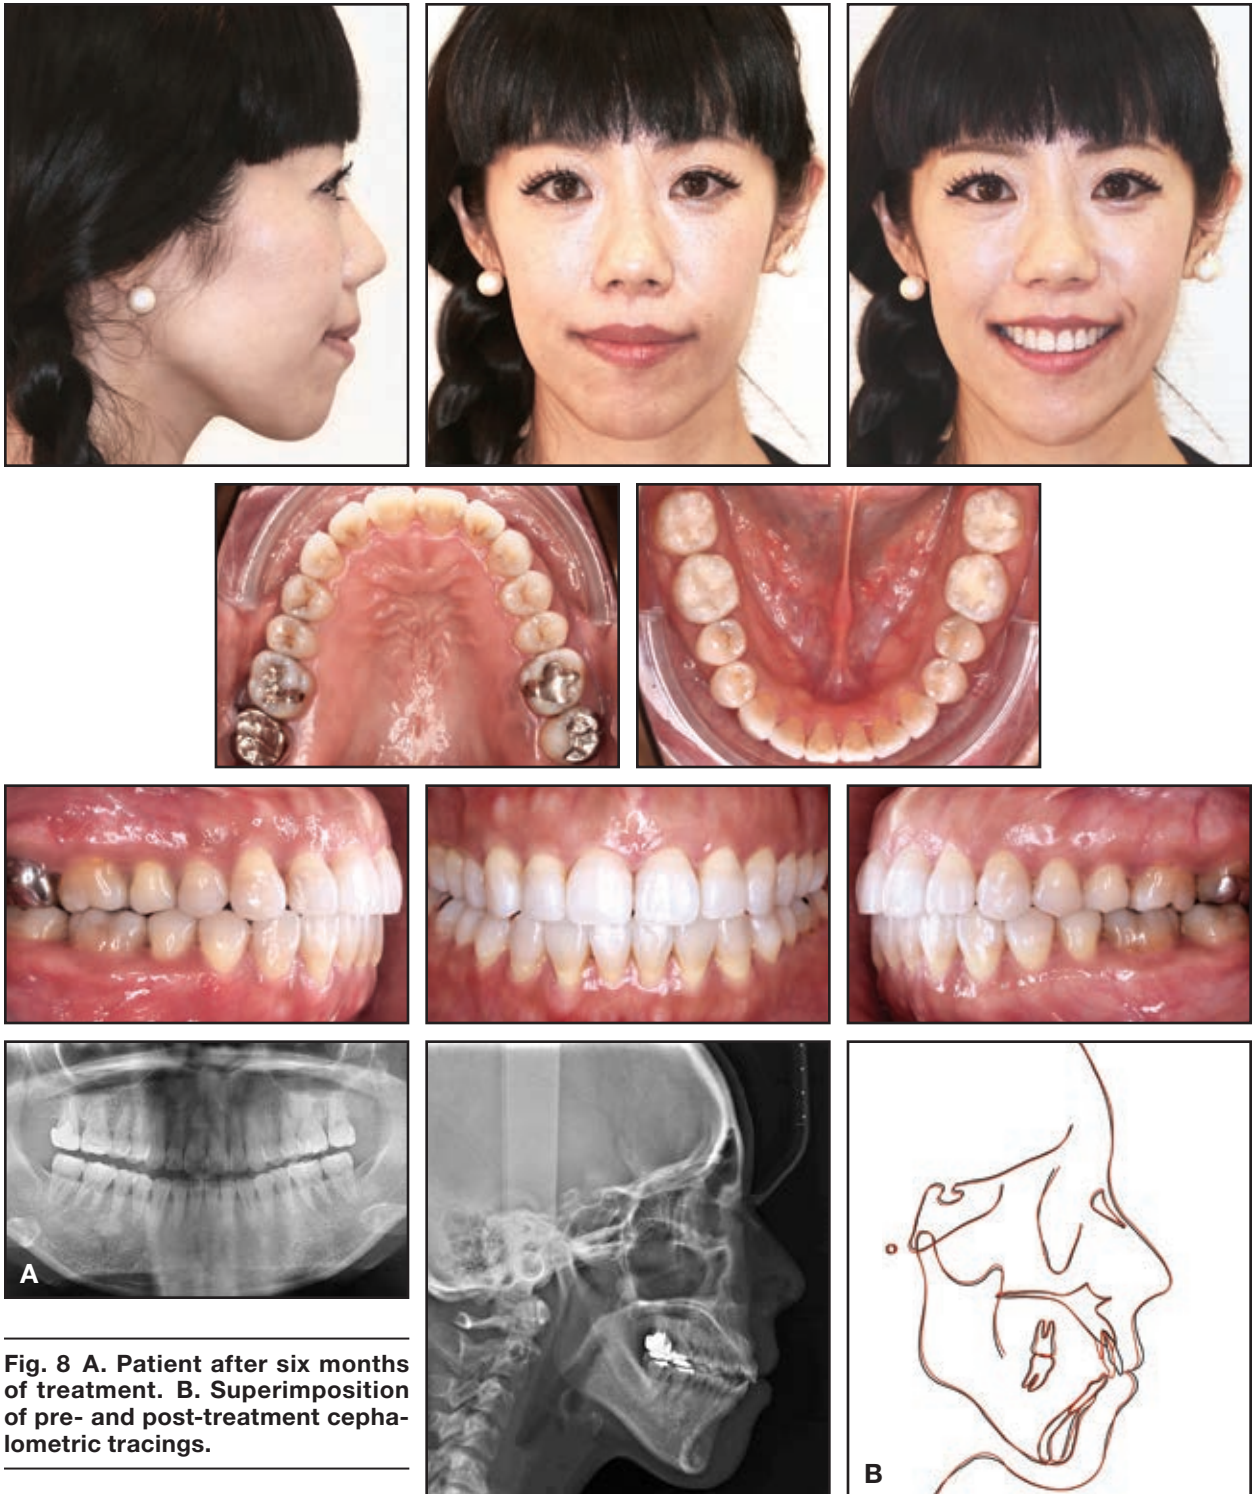 A
Fig. 8 A. Patient after six months
of treatment. B. Superimposition
of pre- and post-treatment cepha-
lometric tracings.
B